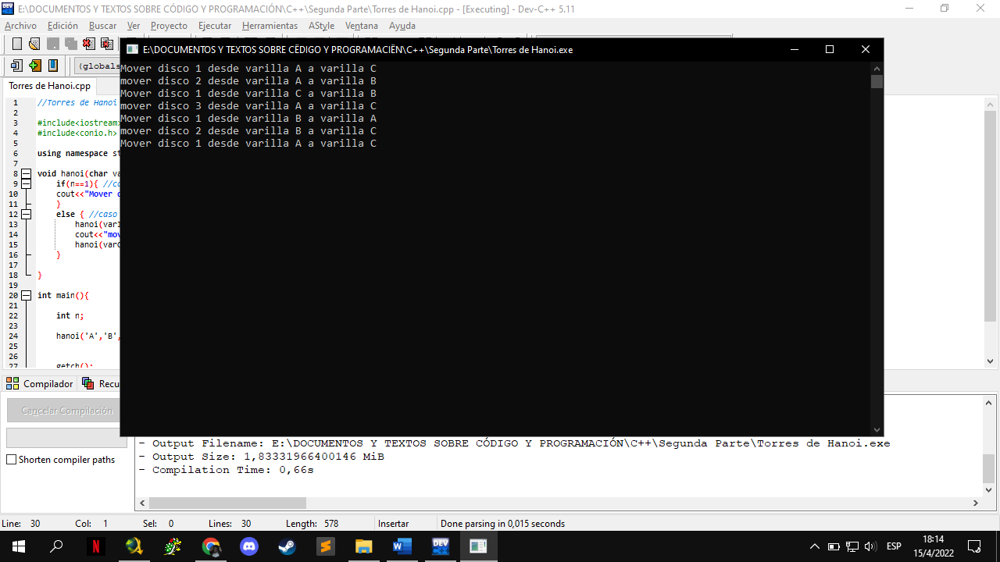 E:\DOCUMENTOS Y TEXTOS SOBRE CÓDIGO Y PROGRAMACIÓN\C++\Segunda Parte\Torres de Hanoi.cpp - [Executing] - Dev-C++ 5.11
Archivo Edición Buscar Ver Proyecto Ejecutar Herramientas AStyle Ventana Ayuda
E:\DOCUMENTOS Y TEXTOS SOBRE CËDIGO Y PROGRAMACIËN\C++\Segunda Parte\Torres de Hanoi.exe
(globals
Mover disco 1 desde varilla A a varilla C
mover disco 2 desde varilla A a varilla B
Mover disco 1 desde varilla C a varilla B
mover disco 3 desde varilla A a varilla C
Mover disco 1 desde varilla B a varilla A
mover disco 2 desde varilla B a varilla C
Mover disco 1 desde varilla A a varilla C
Torres de Hanoi.cpp
1 //Torres de Hanoi
2
3 #include<iostream>
4 #include<conio.h>
5
6 using namespace st
7
8 void hanoi(char va
9 if(n==1){ //ca
10 cout<<"Mover d
11 }
12 else { //caso
13 hanoi(varI
14 cout<<"mov
15 hanoi(varC
16 }
17
18 }
19
20 int main(){
21
22 int n;
23
24 hanoi('A','B',
25
26
27 getch();
Compilador Recu
Cancelar Compilación
Shorten compiler paths
- Output Filename: E:\DOCUMENTOS Y TEXTOS SOBRE CÓDIGO Y PROGRAMACIÓN\C++\Segunda Parte\Torres de Hanoi.exe
- Output Size: 1,83331966400146 MiB
- Compilation Time: 0,66s
Line: 30 Col: 1 Sel: 0 Lines: 30 Length: 578 Insertar Done parsing in 0,015 seconds
ESP
18:14
15/4/2022